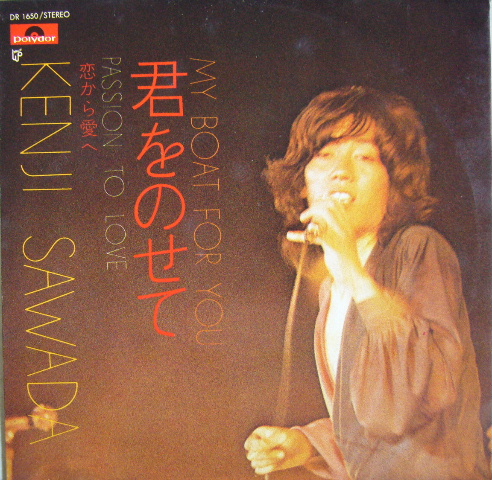 DR 1650/STEREO
polydor
MY BOAT FOR YOU
君をのせて
PASSION TO LOVE
恋から愛へ
KENJI SAWADA